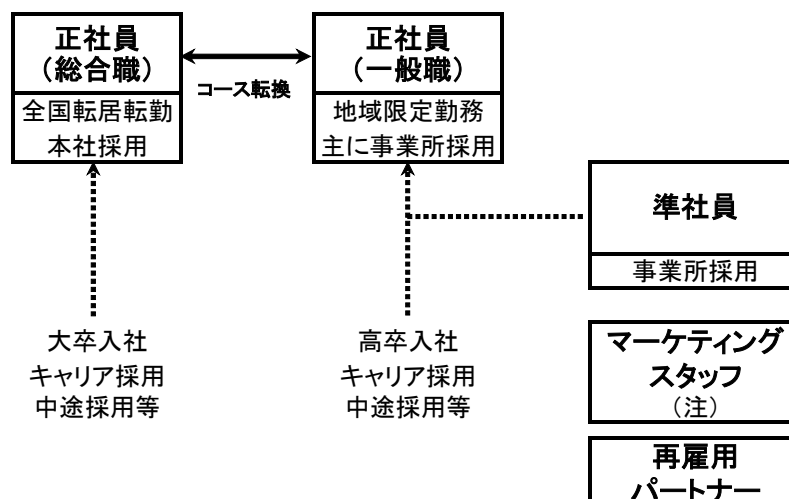 正社員
（総合職）
全国転居転勤
本社採用
コース転換
正社員
（一般職）
地域限定勤務
主に事業所採用
準社員
事業所採用
大卒入社
キャリア採用
中途採用等
高卒入社
キャリア採用
中途採用等
マーケティング
スタッフ
（注）
再雇用
パートナー